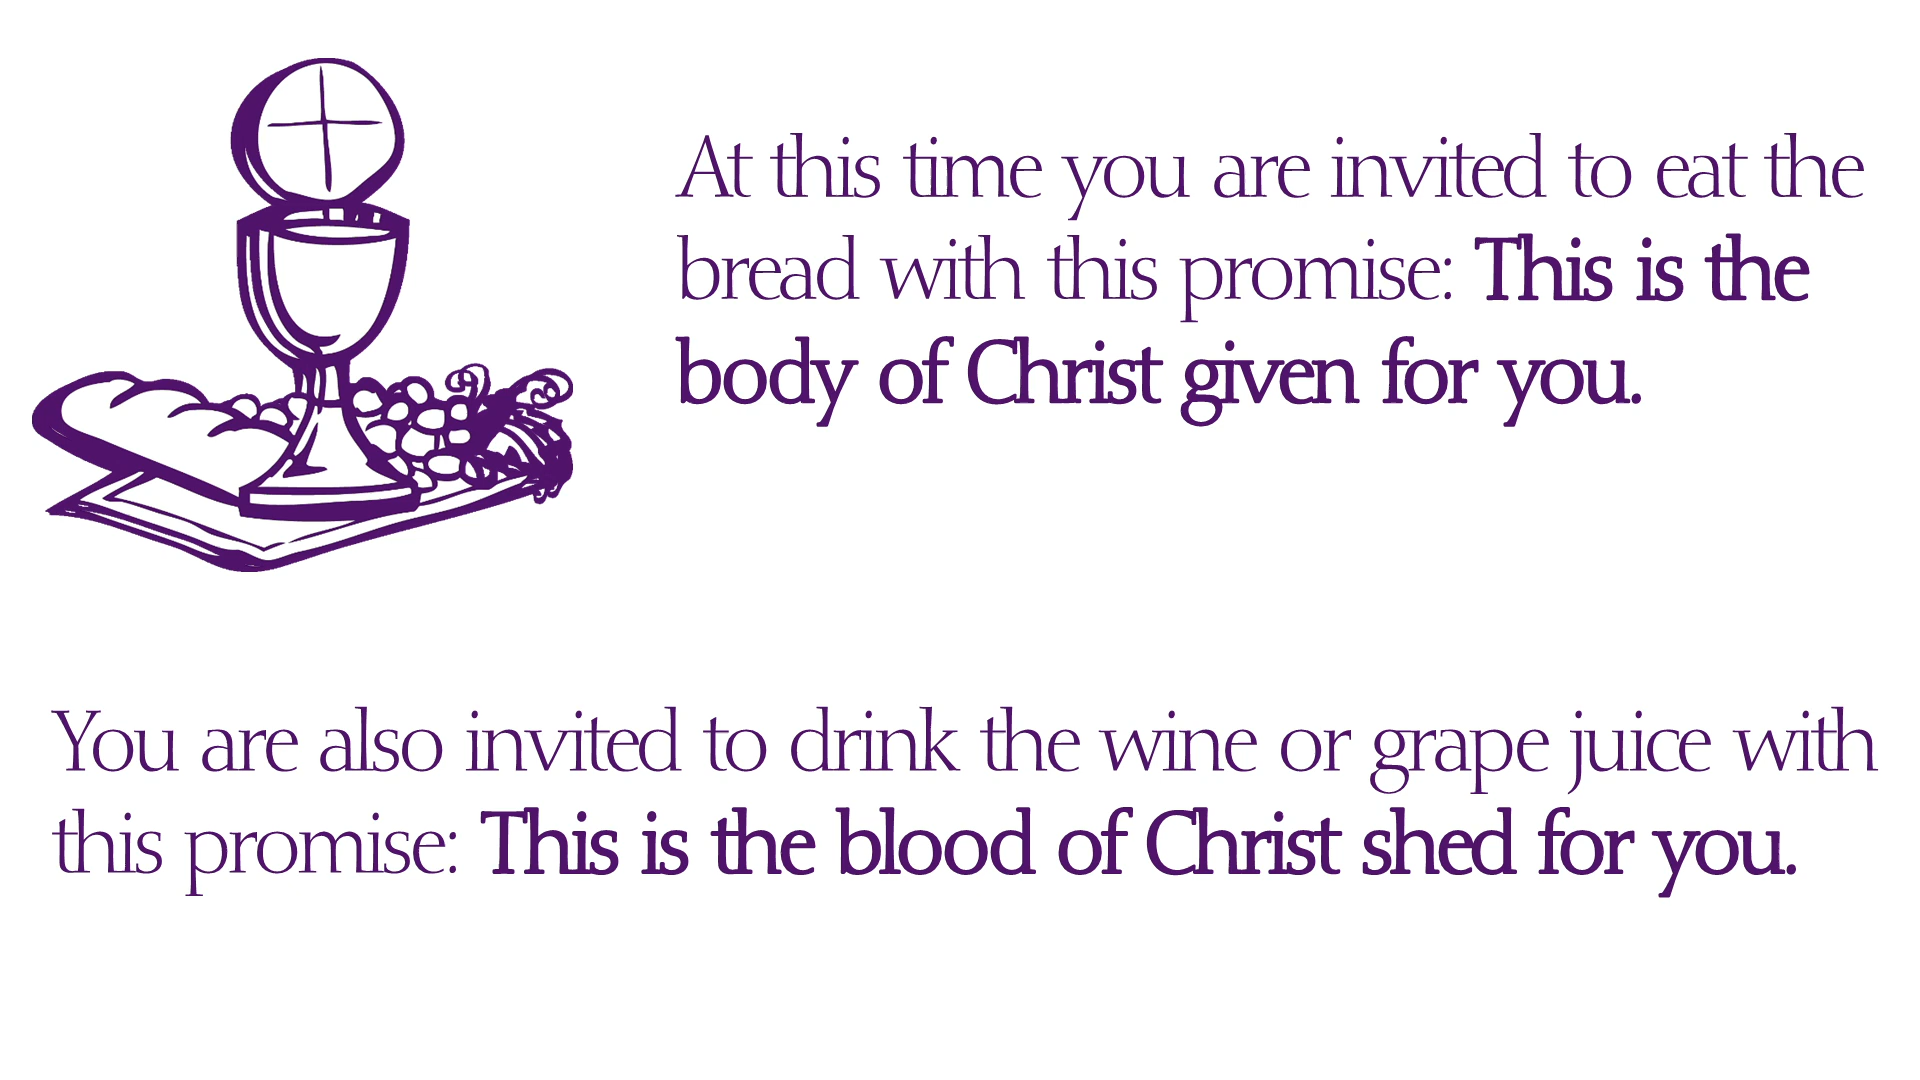 At this time you are invited to eat the
bread with this promise: This is the
body of Christ given for you.
You are also invited to drink the wine or grape juice with
this promise: This is the blood of Christ shed for you.